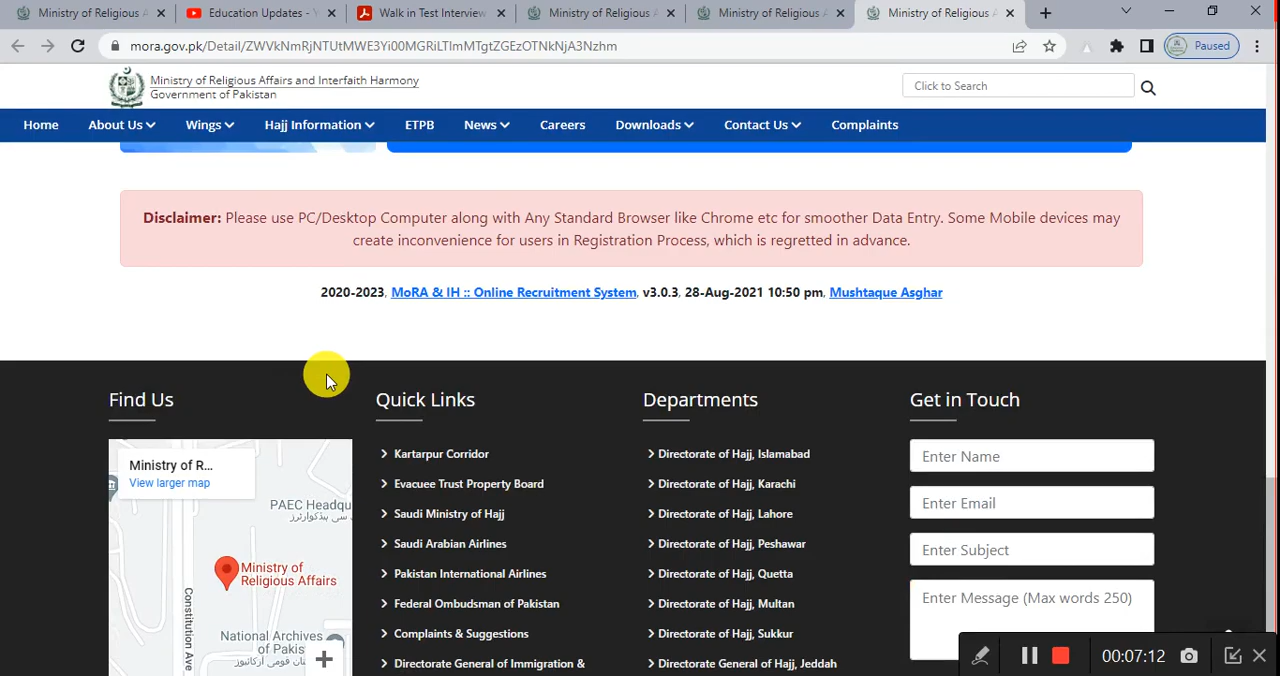 Ministry of Religious A
Education Updates - V
Walk in Test Interview
Ministry of Religious A
Ministry of Religious A
Ministry of Religious A
mora.gov.pk/Detail/ZWVkNmRjNTUtMWE3Yi00MGRiLTlmMTgtZGEzOTNkNjA3Nzhm
Paused
Ministry of Religious Affairs and Interfaith Harmony
Government of Pakistan
Click to Search
Home About Us Wings Hajj Information ETPB News Careers Downloads Contact Us Complaints
Disclaimer: Please use PC/Desktop Computer along with Any Standard Browser like Chrome etc for smoother Data Entry. Some Mobile devices may
create inconvenience for users in Registration Process, which is regretted in advance.
2020-2023, MoRA & IH :: Online Recruitment System, v3.0.3, 28-Aug-2021 10:50 pm, Mushtaque Asghar
Find Us
Ministry of R...
View larger map
PAEC Headqu
پی اے ای سی ہیڈکوارٹرز
Ministry of
Religious Affairs
Constitution Ave
National Archives
of Pakistan
نیشنل قومی آرکائیوز
Quick Links
Kartarpur Corridor
Evacuee Trust Property Board
Saudi Ministry of Hajj
Saudi Arabian Airlines
Pakistan International Airlines
Federal Ombudsman of Pakistan
Complaints & Suggestions
Directorate General of Immigration &
Departments
Directorate of Hajj, Islamabad
Directorate of Hajj, Karachi
Directorate of Hajj, Lahore
Directorate of Hajj, Peshawar
Directorate of Hajj, Quetta
Directorate of Hajj, Multan
Directorate of Hajj, Sukkur
Directorate General of Hajj, Jeddah
Get in Touch
Enter Name
Enter Email
Enter Subject
Enter Message (Max words 250)
00:07:12